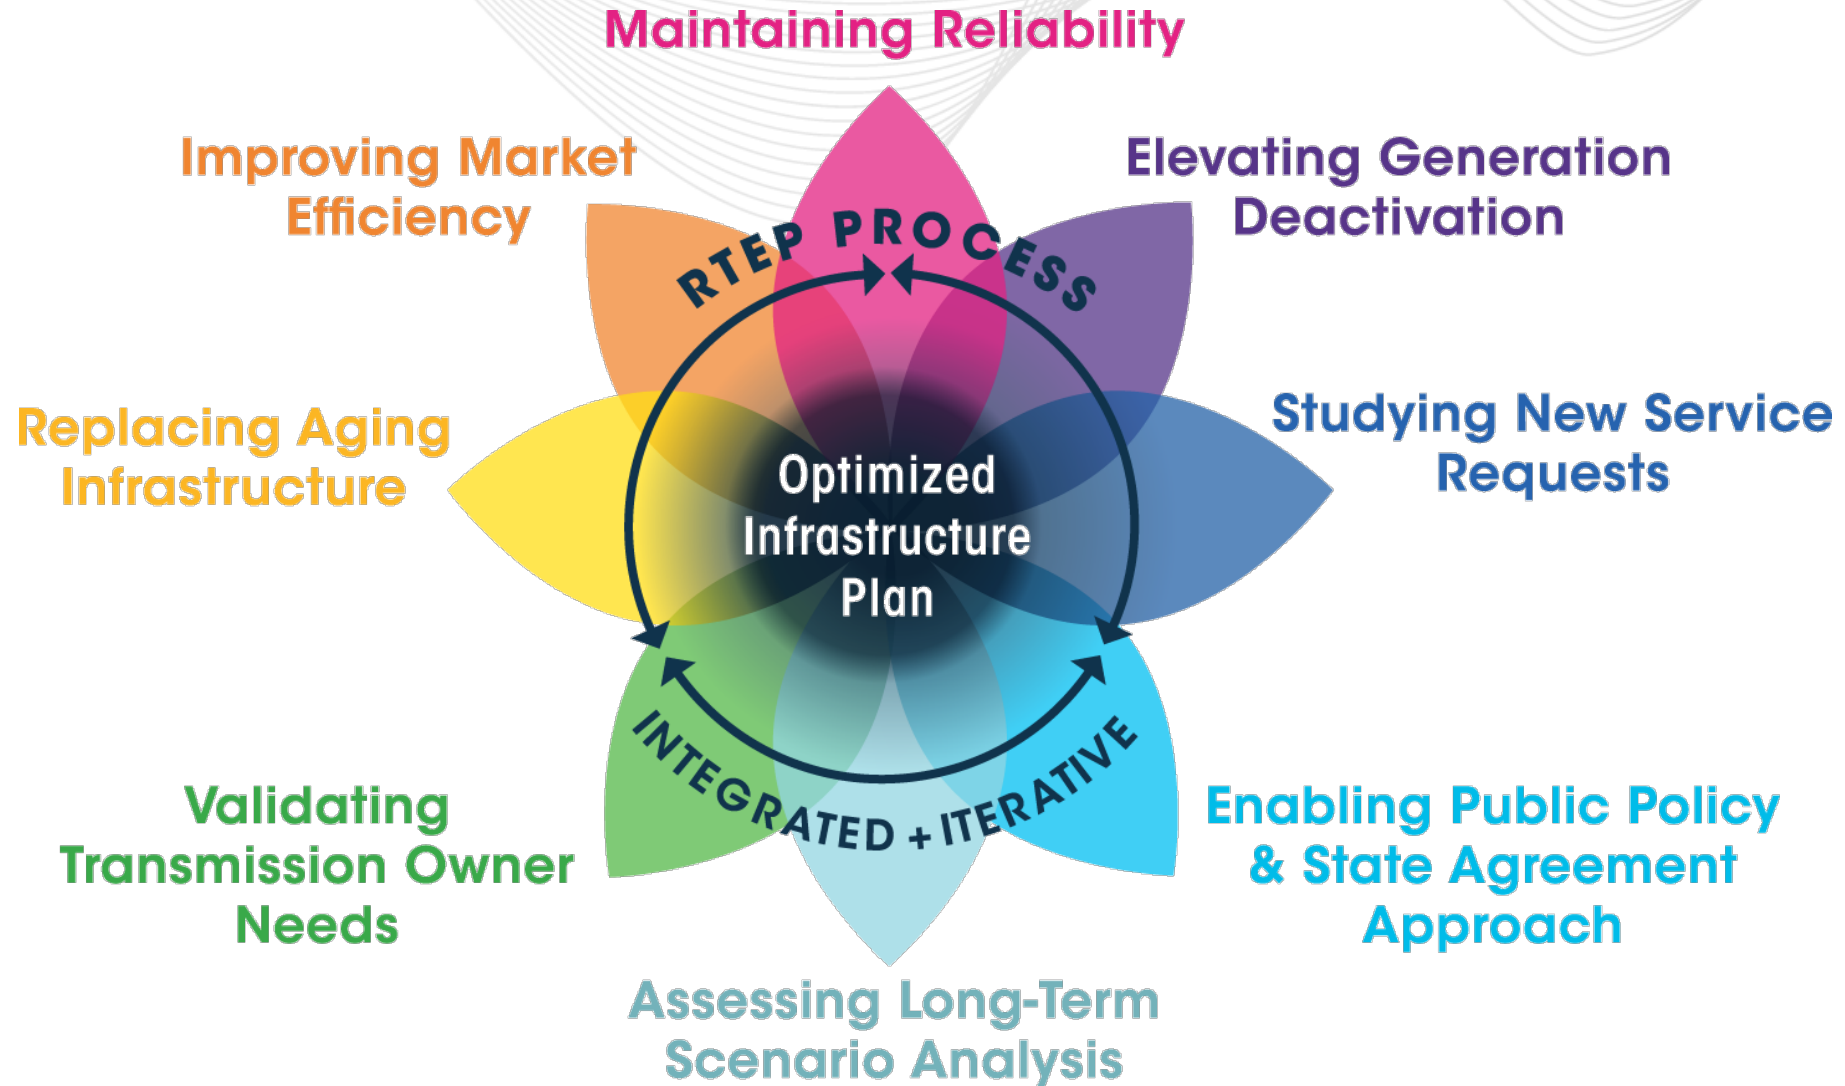 Maintaining Reliability
Improving Market
Efficiency
Elevating Generation
Deactivation
RTEP PROCESS
Replacing Aging
Infrastructure
Studying New Service
Requests
Optimized
Infrastructure
Plan
INTEGRATED + ITERATIVE
Validating
Transmission Owner
Needs
Enabling Public Policy
& State Agreement
Approach
Assessing Long-Term
Scenario Analysis